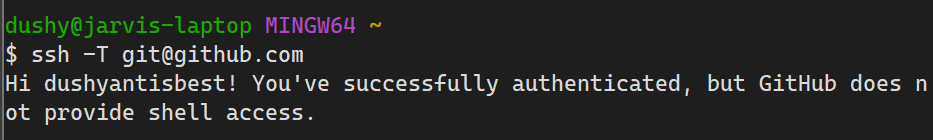 dushy@jarvis-laptop MINGW64 ~
$ ssh -T git@github.com
Hi dushyantisbest! You've successfully authenticated, but GitHub does n
ot provide shell access.